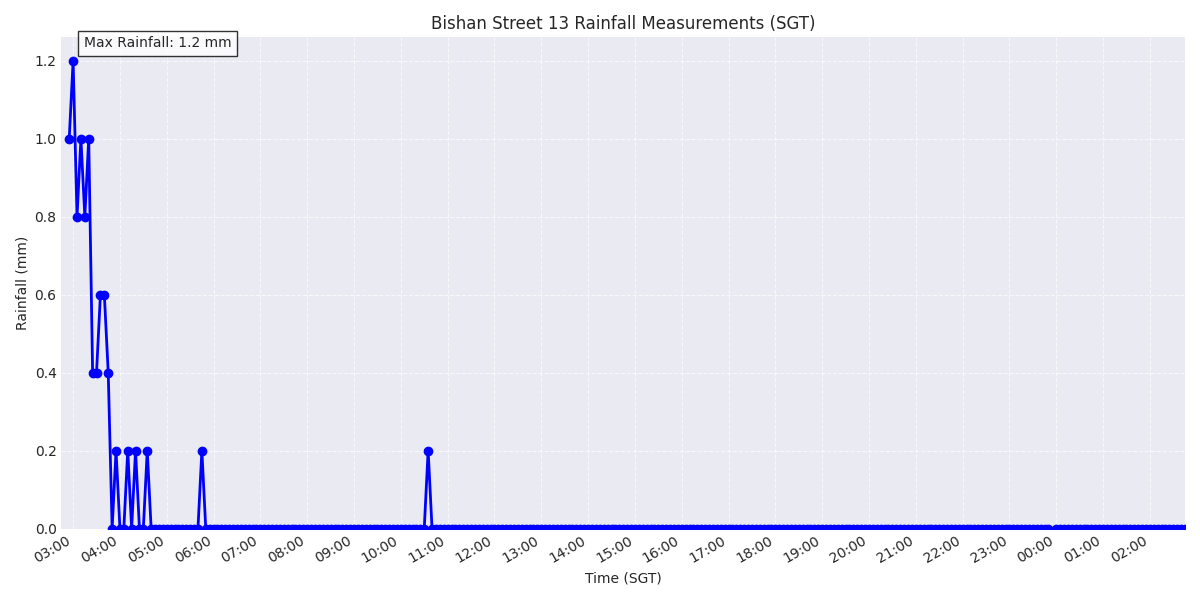 Bishan Street 13 Rainfall Measurements (SGT)
Max Rainfall: 1.2 mm
1.2
1.0
0.8
0.6
0.4
0.2
0.0
Rainfall (mm)
03:00 04:00 05:00 06:00 07:00 08:00 09:00 10:00 11:00 12:00 13:00 14:00 15:00 16:00 17:00 18:00 19:00 20:00 21:00 22:00 23:00 00:00 01:00 02:00
Time (SGT)